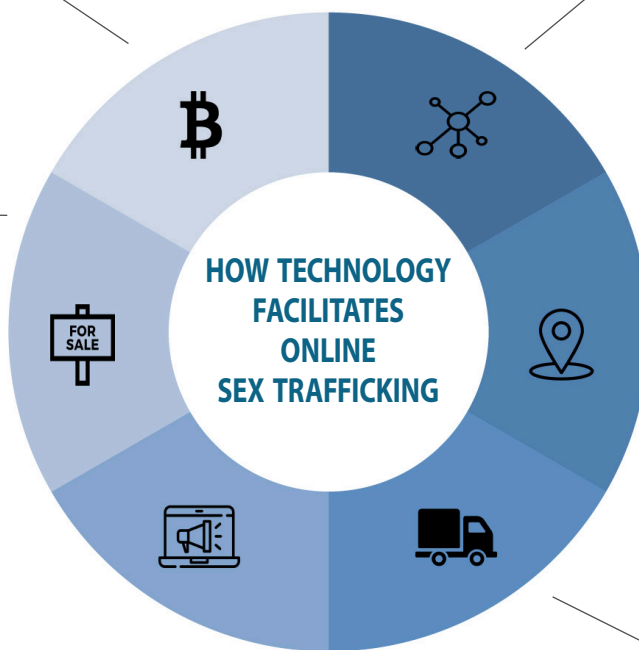 HOW TECHNOLOGY
FACILITATES
ONLINE
SEX TRAFFICKING
FOR
SALE